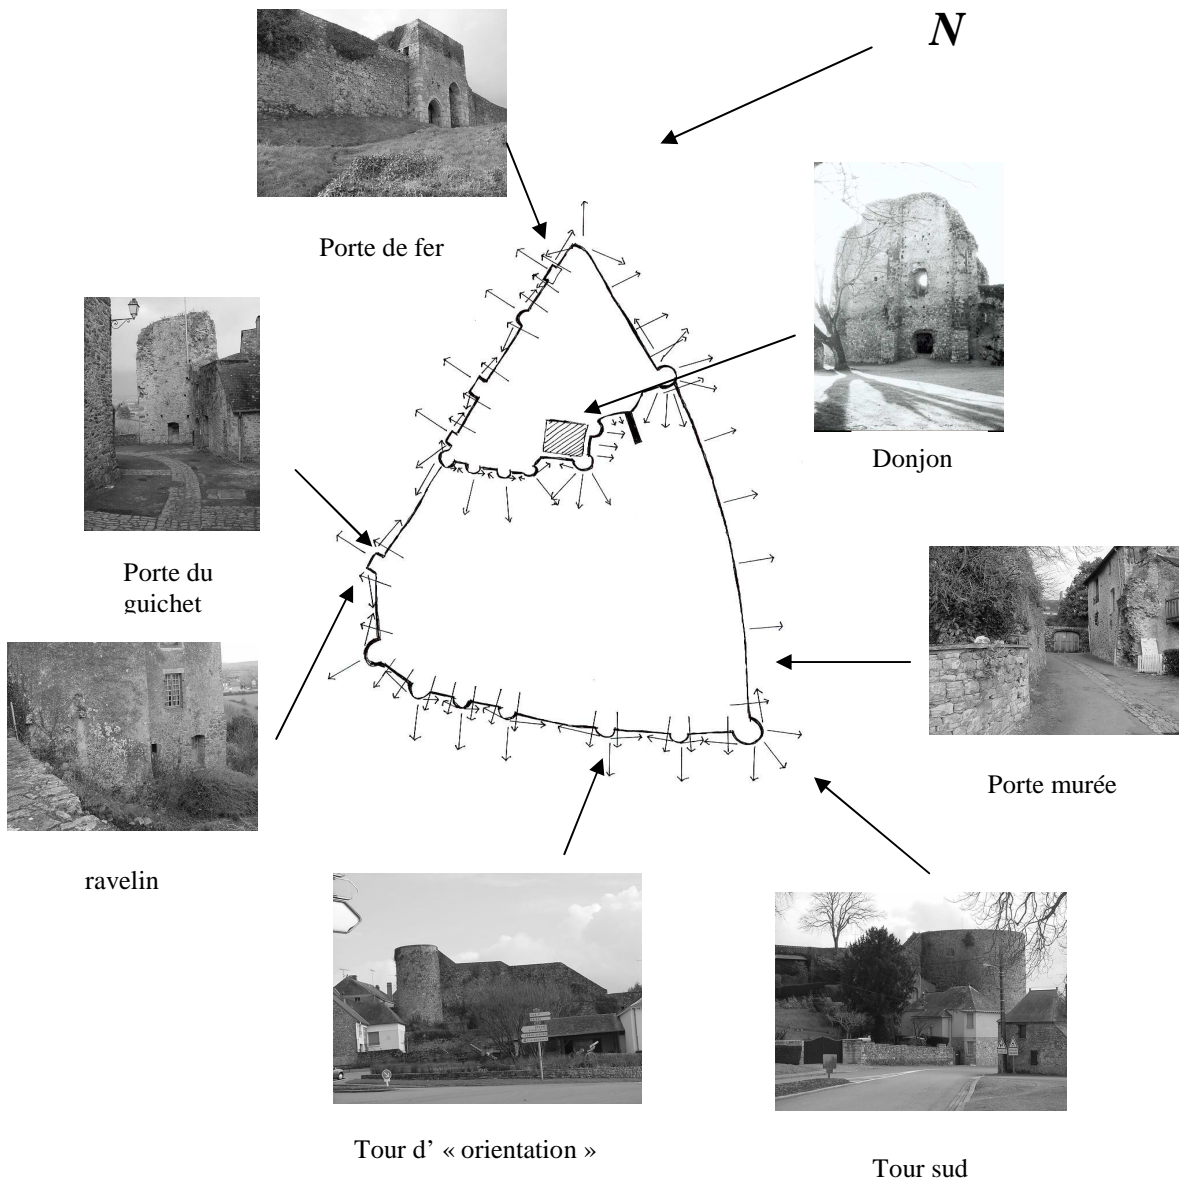 N
Porte de fer
Donjon
Porte du
guichet
Porte murée
ravelin
Tour d’ « orientation »
Tour sud